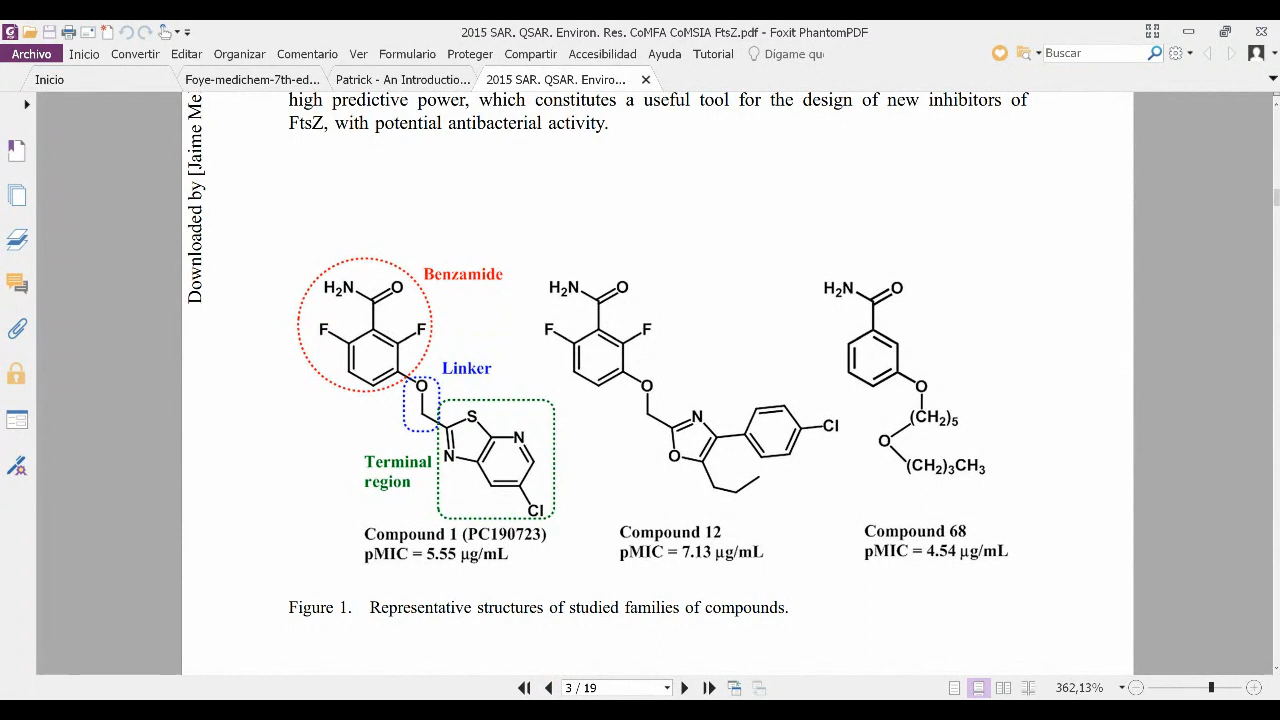 2015 SAR. QSAR. Environ. Res. CoMFA CoMSIA FtsZ.pdf - Foxit PhantomPDF
Archivo Inicio Convertir Editar Organizar Comentario Ver Formulario Proteger Compartir Accesibilidad Ayuda Tutorial Dígame qu Buscar
Inicio Foye-medichem-7th-ed... Patrick - An Introductio... 2015 SAR. QSAR. Enviro...
Downloaded by [Jaime Me
high predictive power, which constitutes a useful tool for the design of new inhibitors of
FtsZ, with potential antibacterial activity.
Benzamide
H2N O
F F
Linker
O
S
N
N
Terminal
region
Cl
Compound 1 (PC190723)
pMIC = 5.55 µg/mL
H2N O
F F
O
N
O
Cl
Compound 12
pMIC = 7.13 µg/mL
H2N O
O
(CH2)5
O
(CH2)3CH3
Compound 68
pMIC = 4.54 µg/mL
Figure 1. Representative structures of studied families of compounds.
3 / 19
362,13%